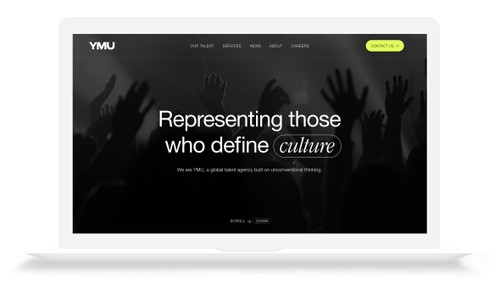 YMU
OUR TALENT SERVICES NEWS ABOUT CAREERS
CONTACT US
Representing those
who define culture
We are YMU, a global talent agency built on unconventional thinking.
SCROLL DOWN